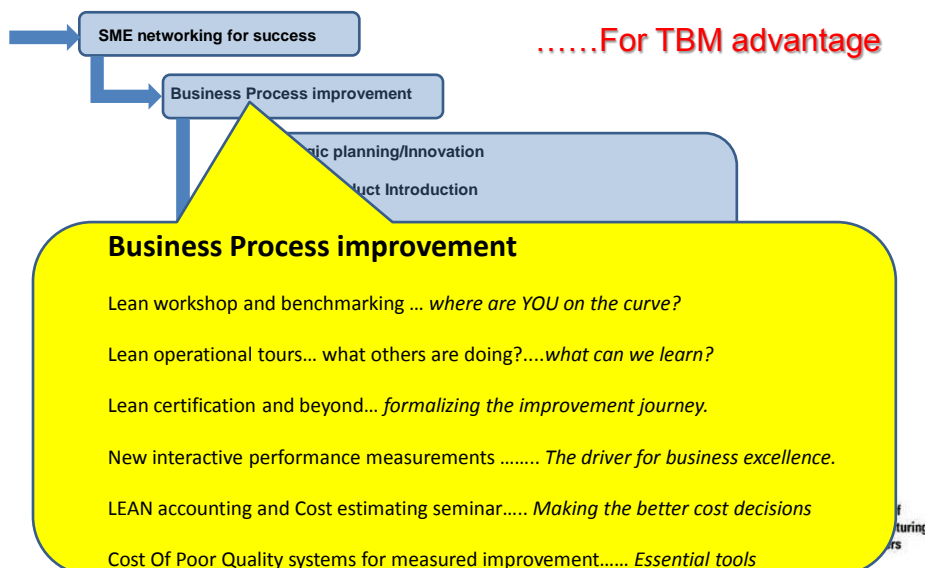 SME networking for success
……For TBM advantage
Business Process improvement
planning/Innovation
Introduction
Business Process improvement
Lean workshop and benchmarking … where are YOU on the curve?
Lean operational tours… what others are doing?....what can we learn?
Lean certification and beyond… formalizing the improvement journey.
New interactive performance measurements …….. The driver for business excellence.
LEAN accounting and Cost estimating seminar….. Making the better cost decisions
Cost Of Poor Quality systems for measured improvement…… Essential tools